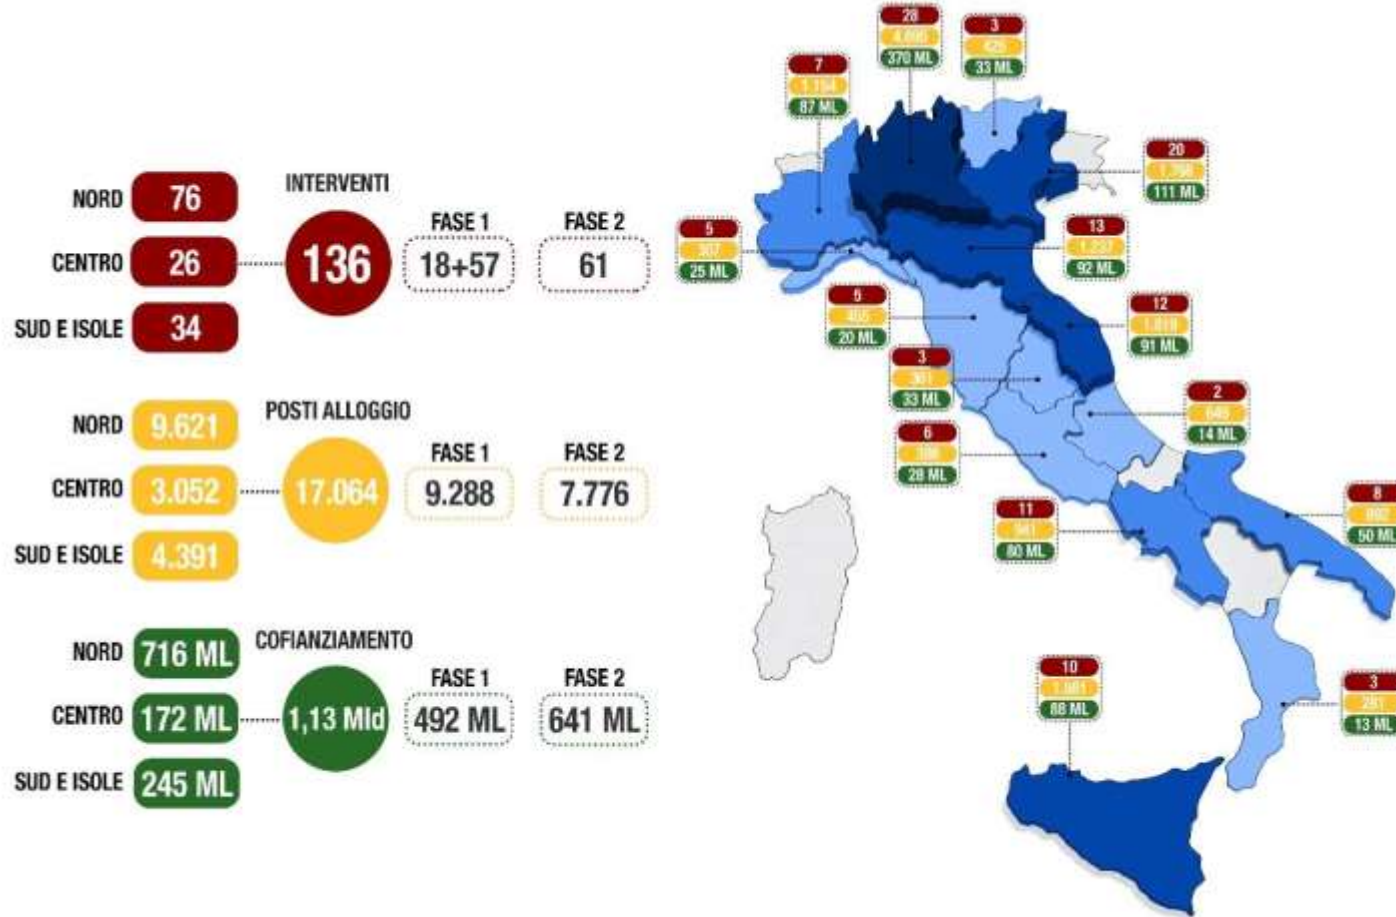 INTERVENTI
NORD 76
CENTRO 26
SUD E ISOLE 34
136
FASE 1
18+57
FASE 2
61
POSTI ALLOGGIO
NORD 9.621
CENTRO 3.052
SUD E ISOLE 4.391
17.064
FASE 1
9.288
FASE 2
7.776
COFIANZIAMENTO
NORD 716 ML
CENTRO 172 ML
SUD E ISOLE 245 ML
1,13 Mld
FASE 1
492 ML
FASE 2
641 ML
28
370 ML
3
33 ML
7
87 ML
20
111 ML
5
25 ML
13
92 ML
5
20 ML
12
91 ML
3
33 ML
2
14 ML
6
28 ML
11
80 ML
8
50 ML
10
88 ML
3
13 ML